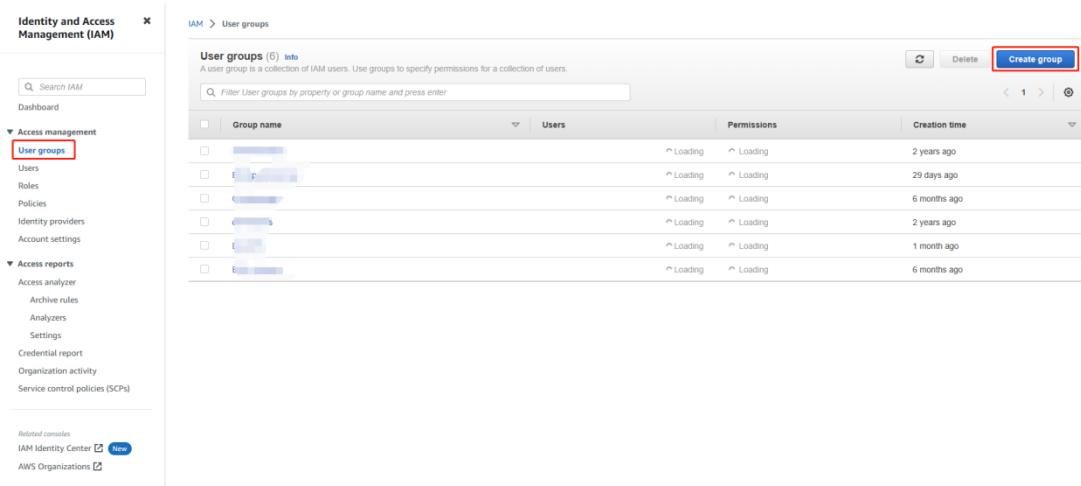 Identity and Access
Management (IAM)
Search IAM
Dashboard
Access management
User groups
Users
Roles
Policies
Identity providers
Account settings
Access reports
Access analyzer
Archive rules
Analyzers
Settings
Credential report
Organization activity
Service control policies (SCPs)
Related consoles
IAM Identity Center New
AWS Organizations
IAM > User groups
User groups (6) Info
A user group is a collection of IAM users. Use groups to specify permissions for a collection of users.
Delete Create group
Filter User groups by property or group name and press enter
< 1 >
Group name Users Permissions Creation time
Loading Loading 2 years ago
Loading Loading 29 days ago
Loading Loading 6 months ago
Loading Loading 2 years ago
Loading Loading 1 month ago
Loading Loading 6 months ago